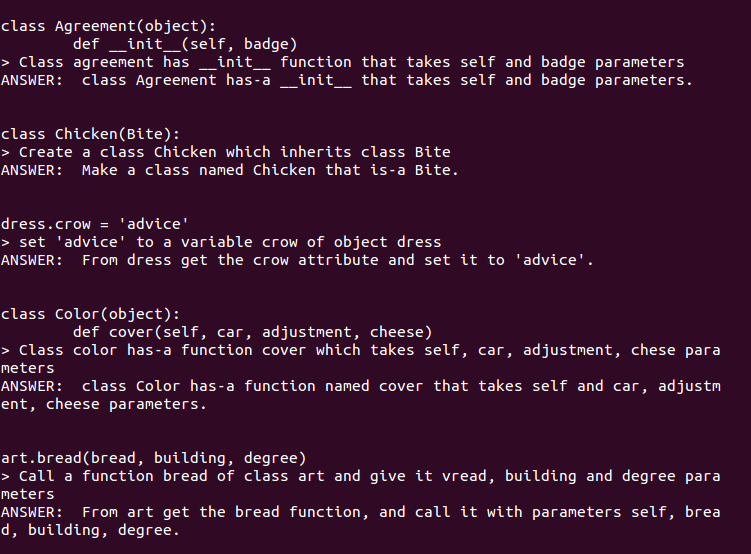 class Agreement(object):
        def __init__(self, badge)
> Class agreement has __init__ function that takes self and badge parameters
ANSWER:  class Agreement has-a __init__ that takes self and badge parameters.
class Chicken(Bite):
> Create a class Chicken which inherits class Bite
ANSWER:  Make a class named Chicken that is-a Bite.
dress.crow = 'advice'
> set 'advice' to a variable crow of object dress
ANSWER:  From dress get the crow attribute and set it to 'advice'.
class Color(object):
        def cover(self, car, adjustment, cheese)
> Class color has-a function cover which takes self, car, adjustment, chese para
meters
ANSWER:  class Color has-a function named cover that takes self and car, adjustm
ent, cheese parameters.
art.bread(bread, building, degree)
> Call a function bread of class art and give it vread, building and degree para
meters
ANSWER:  From art get the bread function, and call it with parameters self, brea
d, building, degree.